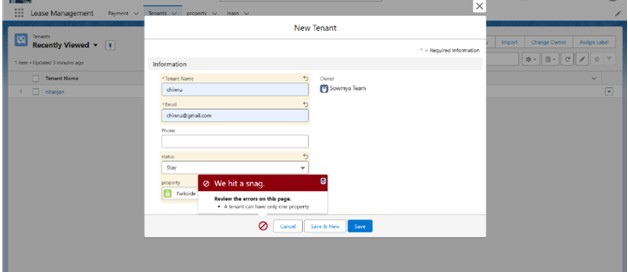 Lease Management
Payment
Tenants
property
lease
Tenants
Recently Viewed
Import
Change Owner
Assign Label
1 item • Updated 3 minutes ago
Tenant Name
1
New Tenant
* = Required Information
Information
*Tenant Name
chinnu
Owner
Sowmya Team
*Email
chinnu@gmail.com
Phone
status
Stay
property
Parkside
We hit a snag.
Review the errors on this page.
• A tenant can have only one property
Cancel
Save & New
Save